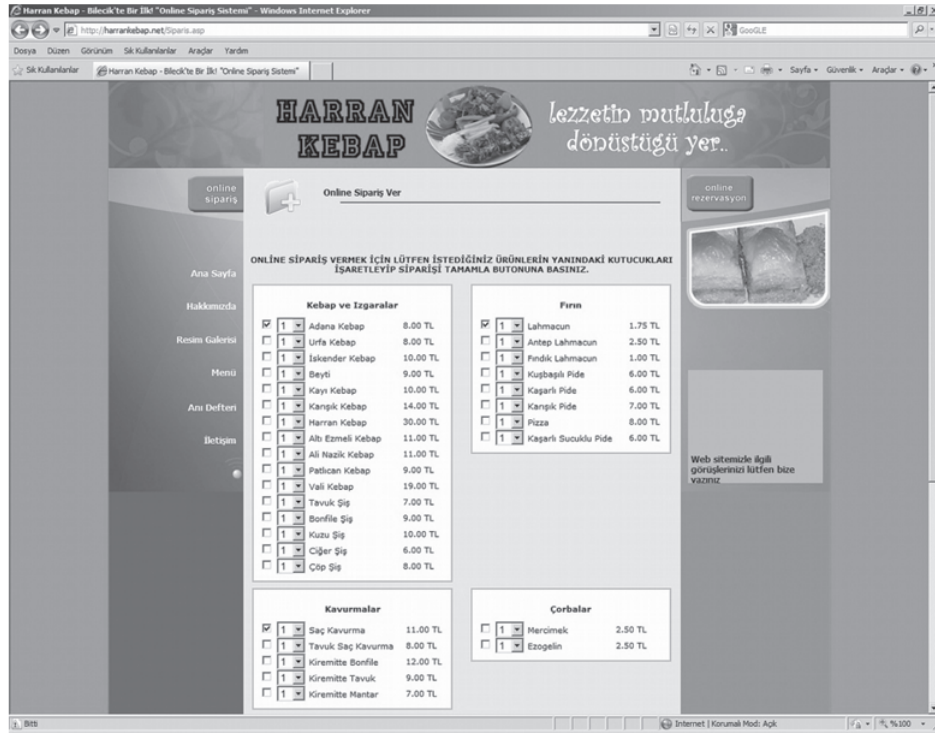 Harran Kebap - Bilecik'te Bir İlk! "Online Sipariş Sistemi" - Windows Internet Explorer
http://harrankebap.net/Siparis.asp
GooGLE
Dosya Düzen Görünüm Sık Kullanılanlar Araçlar Yardım
Sık Kullanılanlar
Harran Kebap - Bilecik'te Bir İlk! "Online Sipariş Sistemi"
Sayfa Güvenlik Araçlar
HARRAN
KEBAP
lezzetin mutluluga
dönüstügü yer..
online
sipariş
Ana Sayfa
Hakkımızda
Resim Galerisi
Menü
Anı Defteri
İletişim
Online Sipariş Ver
ONLİNE SİPARİŞ VERMEK İÇİN LÜTFEN İSTEDİĞİNİZ ÜRÜNLERİN YANINDAKİ KUTUCUKLARI
İŞARETLEYİP SİPARİŞİ TAMAMLA BUTONUNA BASINIZ.
Kebap ve Izgaralar
1 Adana Kebap 8.00 TL
1 Urfa Kebap 8.00 TL
1 İskender Kebap 10.00 TL
1 Beyti 9.00 TL
1 Kayı Kebap 10.00 TL
1 Karışık Kebap 14.00 TL
1 Harran Kebap 30.00 TL
1 Altı Ezmeli Kebap 11.00 TL
1 Ali Nazik Kebap 11.00 TL
1 Patlıcan Kebap 9.00 TL
1 Vali Kebap 19.00 TL
1 Tavuk Şiş 7.00 TL
1 Bonfile Şiş 9.00 TL
1 Kuzu Şiş 10.00 TL
1 Ciğer Şiş 6.00 TL
1 Çöp Şiş 8.00 TL
Fırın
1 Lahmacun 1.75 TL
1 Antep Lahmacun 2.50 TL
1 Fındık Lahmacun 1.00 TL
1 Kuşbaşılı Pide 6.00 TL
1 Kaşarlı Pide 6.00 TL
1 Karışık Pide 7.00 TL
1 Pizza 8.00 TL
1 Kaşarlı Sucuklu Pide 6.00 TL
Kavurmalar
1 Saç Kavurma 11.00 TL
1 Tavuk Saç Kavurma 8.00 TL
1 Kiremitte Bonfile 12.00 TL
1 Kiremitte Tavuk 9.00 TL
1 Kiremitte Mantar 7.00 TL
Çorbalar
1 Mercimek 2.50 TL
1 Ezogelin 2.50 TL
online
rezervasyon
Web sitemizle ilgili
görüşlerinizi lütfen bize
yazınız
Bitti
Internet | Korumalı Mod: Açık
%100